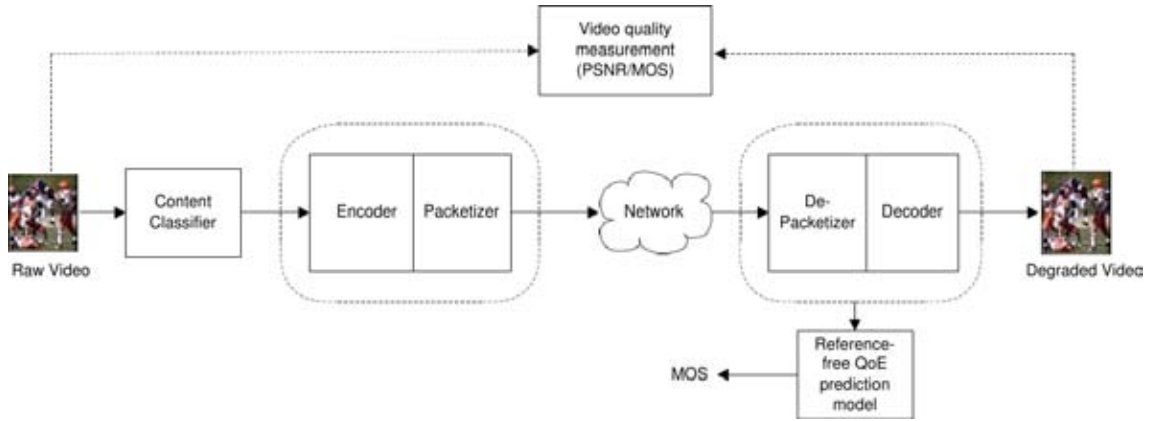 Video quality
measurement
(PSNR/MOS)
Content
Classifier
Encoder
Packetizer
Network
De-
Packetizer
Decoder
Raw Video
Degraded Video
Reference-
free QoE
prediction
model
MOS